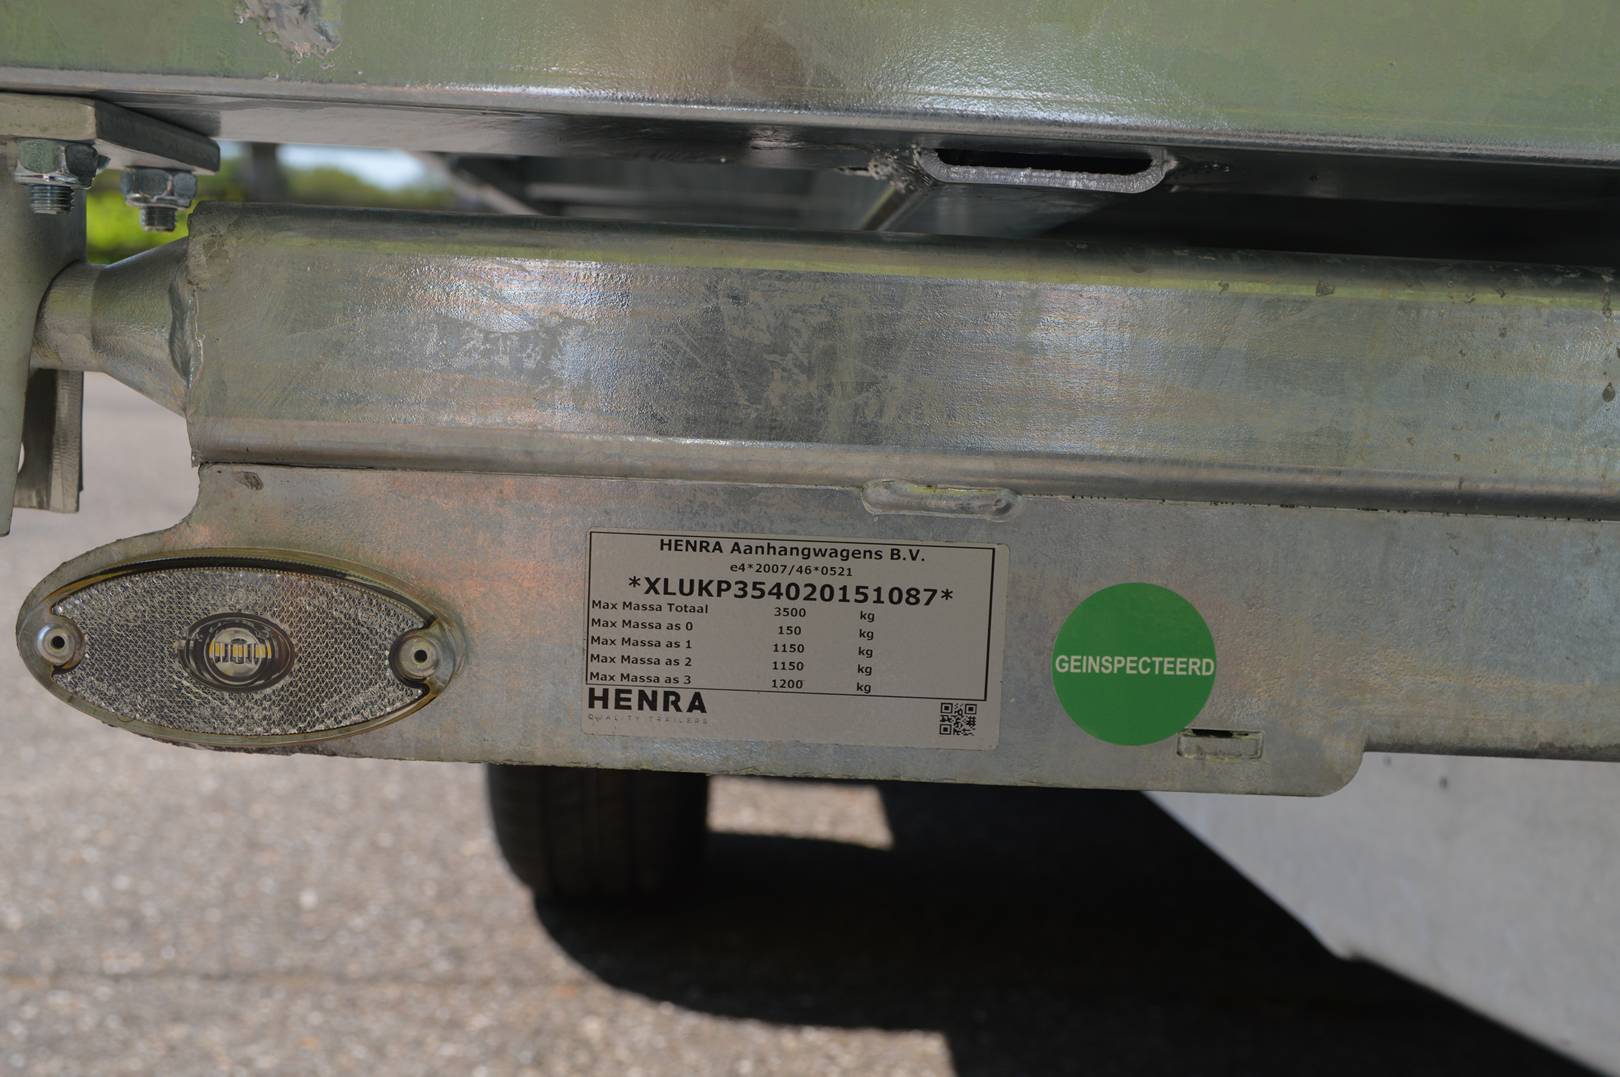 HENRA Aanhangwagens B.V.
e4*2007/46*0521
*XLUKP354020151087*
Max Massa Totaal 3500 kg
Max Massa as 0 150 kg
Max Massa as 1 1150 kg
Max Massa as 2 1150 kg
Max Massa as 3 1200 kg
HENRA
QUALITY TRAILERS
GEINSPECTEERD